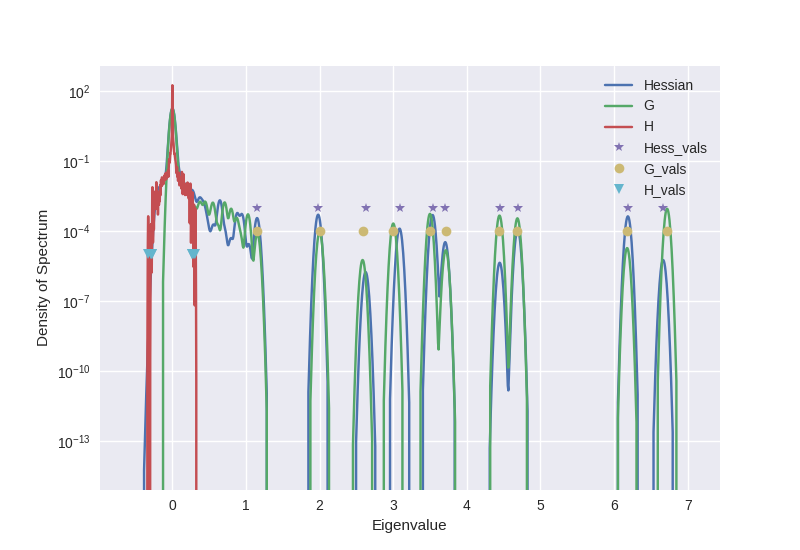 Hessian
G
H
Hess_vals
G_vals
H_vals
10^2
10^-1
10^-4
10^-7
10^-10
10^-13
Density of Spectrum
0 1 2 3 4 5 6 7
Eigenvalue